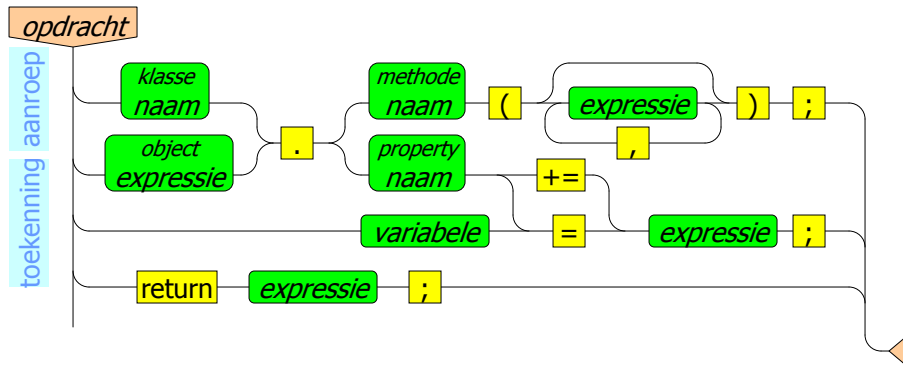 opdracht
aanroep
klasse
naam
methode
naam
( expressie ) ;
,
object
expressie
.
property
naam
+=
toekenning
variabele
= expressie ;
return expressie ;